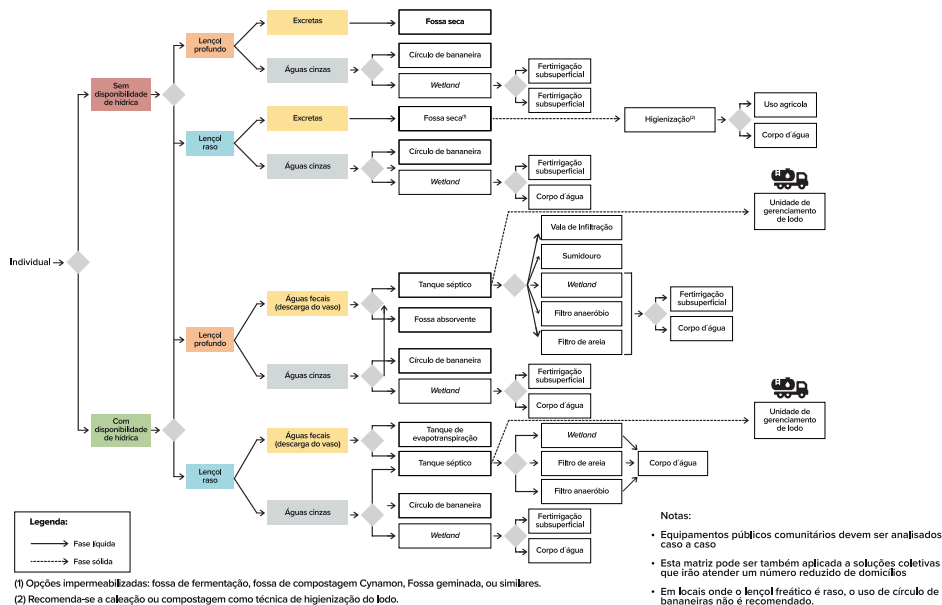 Individual
Sem
disponibilidade
de hídrica
Lençol
profundo
Excretas
Fossa seca
Águas cinzas
Círculo de bananeira
Wetland
Fertirrigação
subsuperficial
Fertirrigação
subsuperficial
Lençol
raso
Excretas
Fossa seca(1)
Higienização(2)
Uso agrícola
Corpo d'água
Águas cinzas
Círculo de bananeira
Wetland
Fertirrigação
subsuperficial
Corpo d'água
Com
disponibilidade
de hídrica
Lençol
profundo
Águas fecais
(descarga do vaso)
Tanque séptico
Fossa absorvente
Unidade de
gerenciamento
de lodo
Vala de Infiltração
Sumidouro
Wetland
Filtro anaeróbio
Filtro de areia
Fertirrigação
subsuperficial
Corpo d'água
Águas cinzas
Círculo de bananeira
Wetland
Fertirrigação
subsuperficial
Corpo d'água
Lençol
raso
Águas fecais
(descarga do vaso)
Tanque de
evapotranspiração
Tanque séptico
Unidade de
gerenciamento
de lodo
Wetland
Filtro de areia
Filtro anaeróbio
Corpo d'água
Águas cinzas
Círculo de bananeira
Wetland
Fertirrigação
subsuperficial
Corpo d'água
Legenda:
Fase líquida
Fase sólida
Notas:
• Equipamentos públicos comunitários devem ser analisados
caso a caso
• Esta matriz pode ser também aplicada a soluções coletivas
que irão atender um número reduzido de domicílios
• Em locais onde o lençol freático é raso, o uso de círculo de
bananeiras não é recomendado.
(1) Opções impermeabilizadas: fossa de fermentação, fossa de compostagem Cynamon, Fossa geminada, ou similares.
(2) Recomenda-se a caleação ou compostagem como técnica de higienização do lodo.